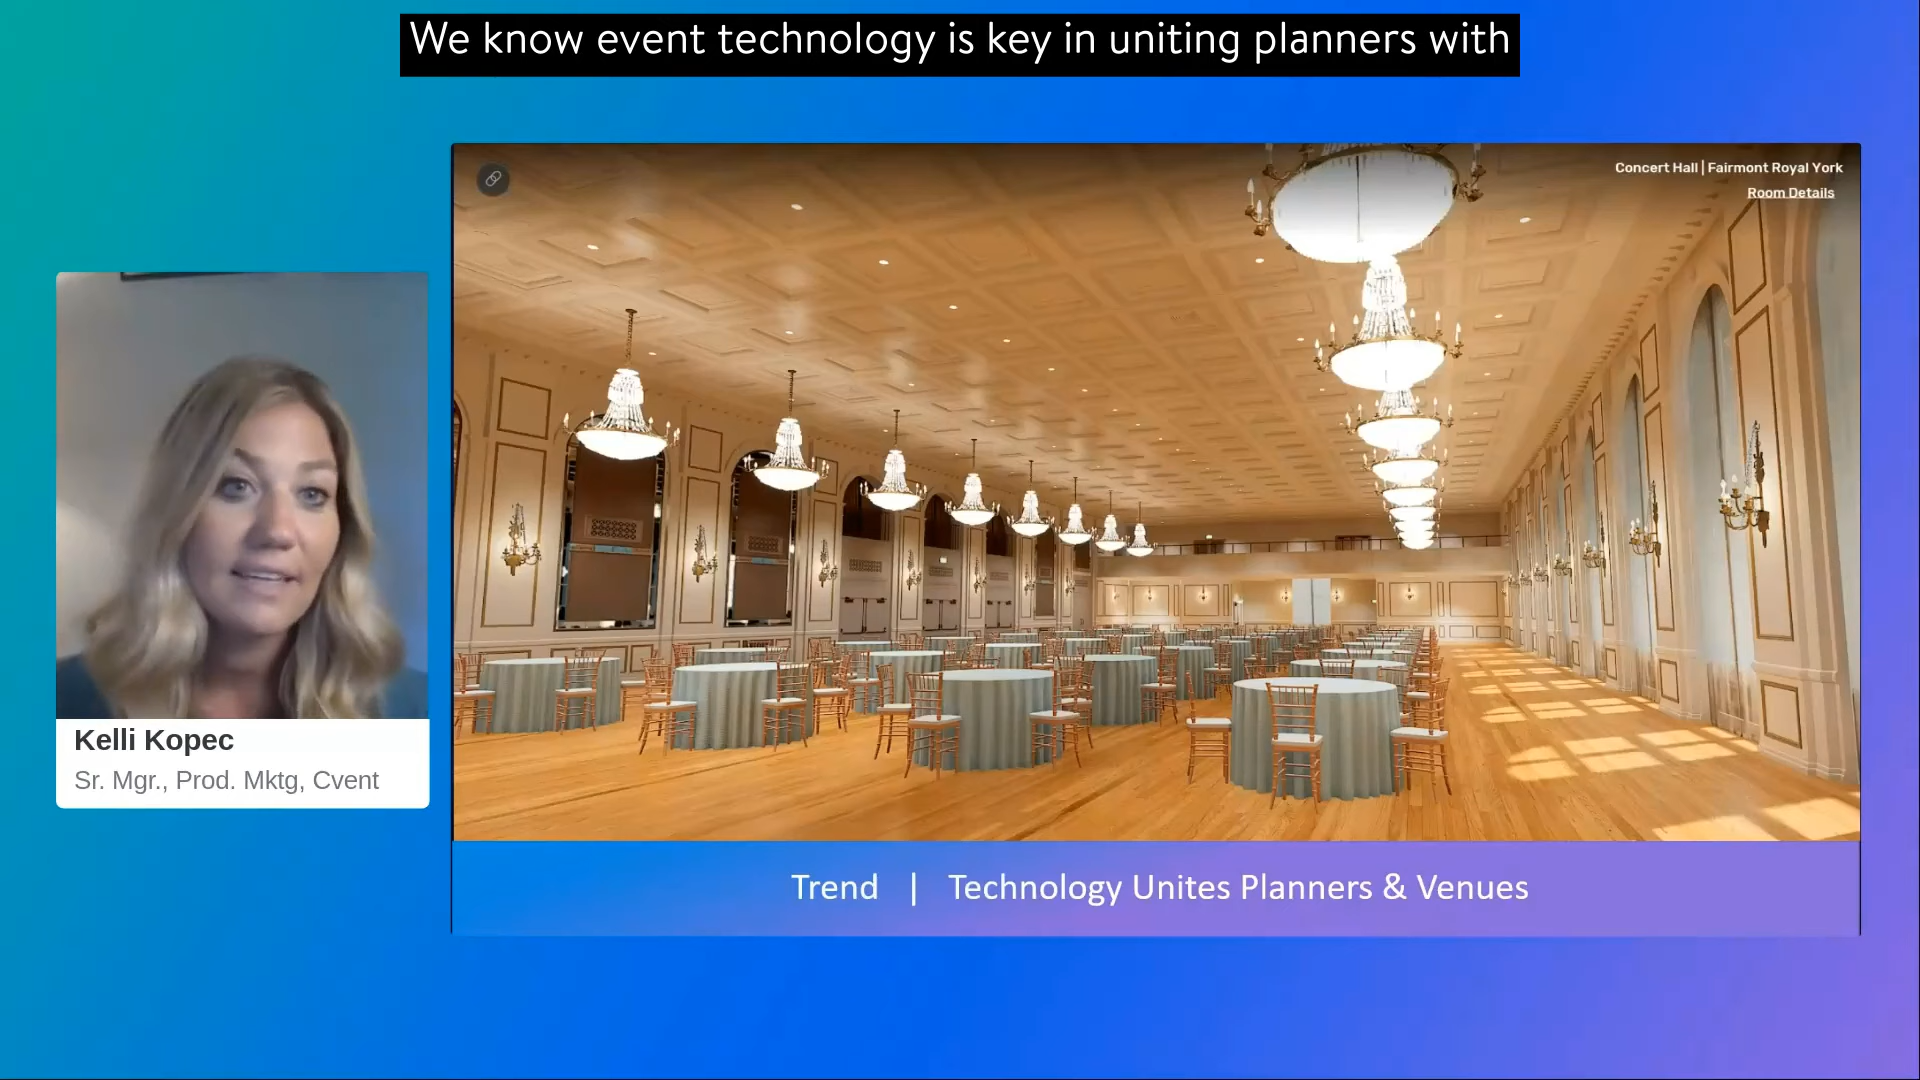 We know event technology is key in uniting planners with
Concert Hall | Fairmont Royal York
Room Details
Kelli Kopec
Sr. Mgr., Prod. Mktg, Cvent
Trend | Technology Unites Planners & Venues